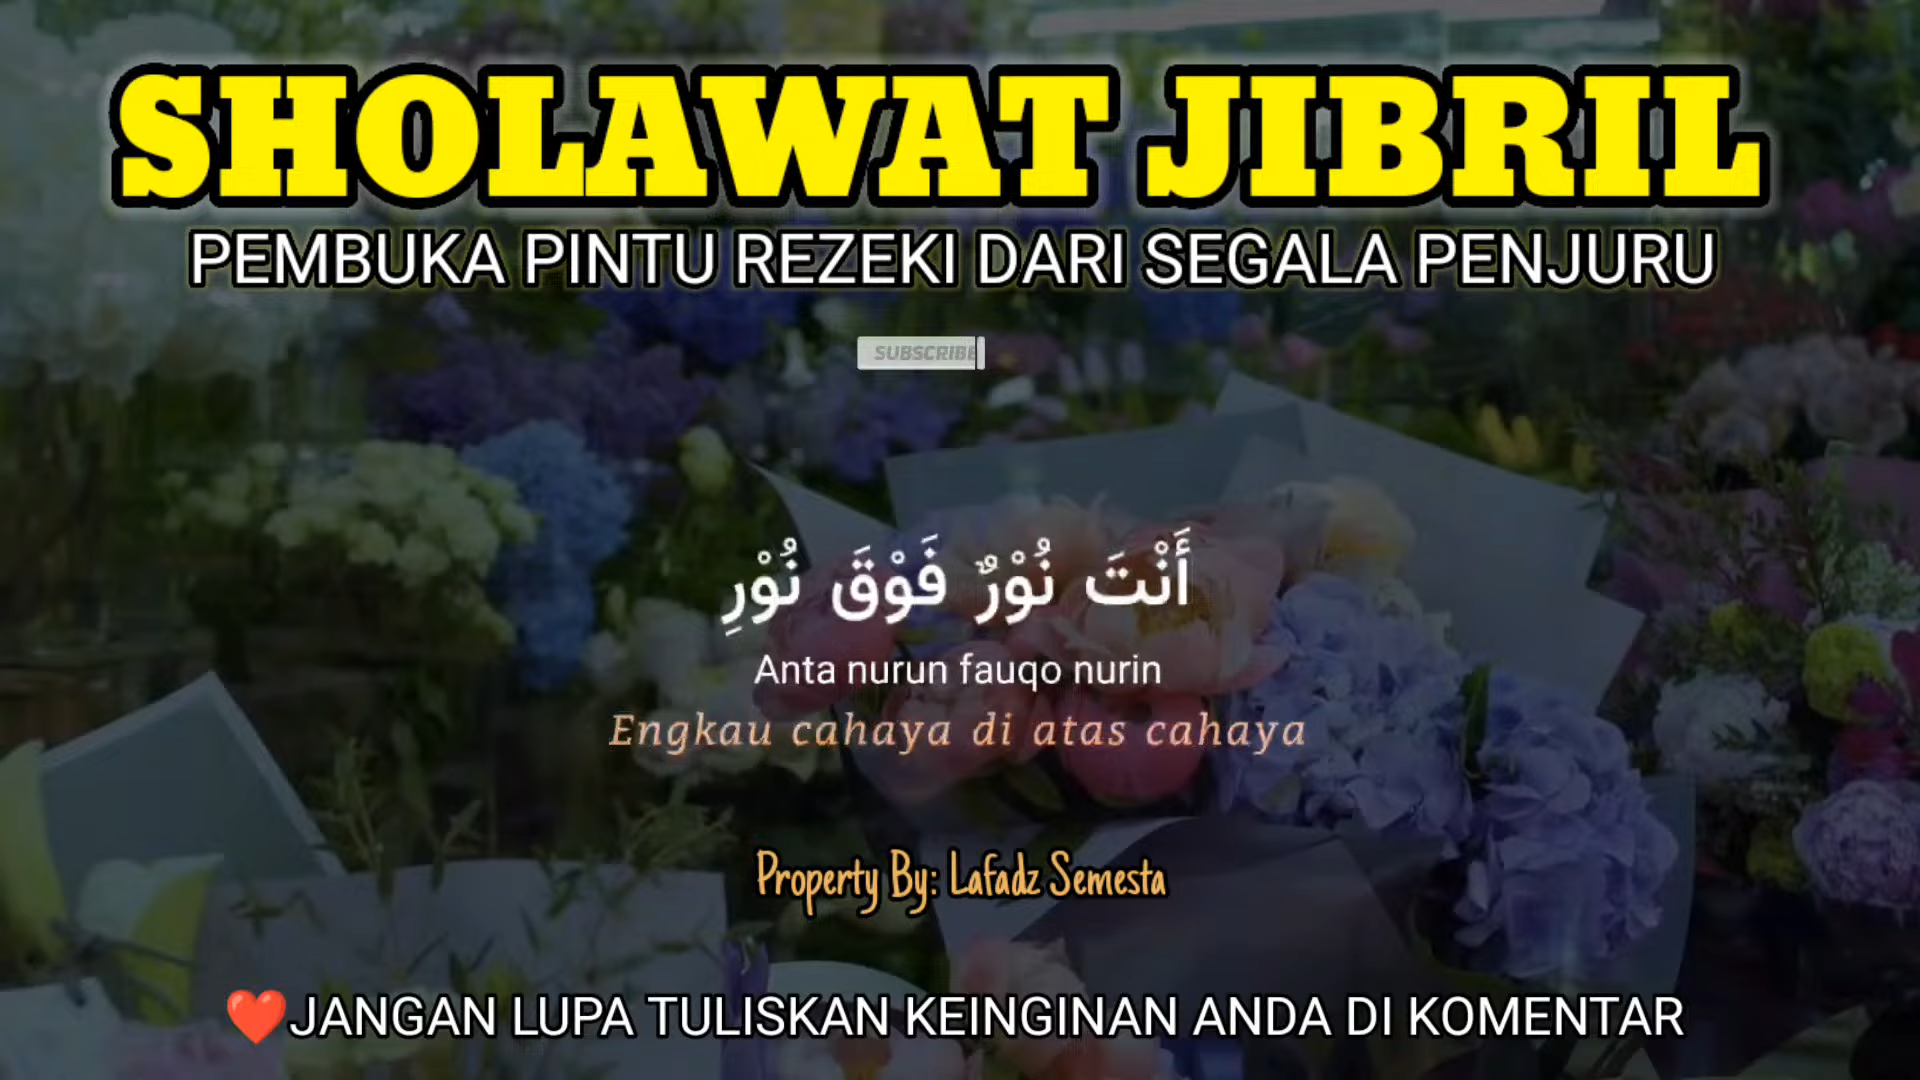 SHOLAWAT JIBRIL
PEMBUKA PINTU REZEKI DARI SEGALA PENJURU
SUBSCRIBE
أَنْتَ نُوْرٌ فَوْقَ نُوْرِ
Anta nurun fauqo nurin
Engkau cahaya di atas cahaya
Property By: Lafadz Semesta
❤️JANGAN LUPA TULISKAN KEINGINAN ANDA DI KOMENTAR